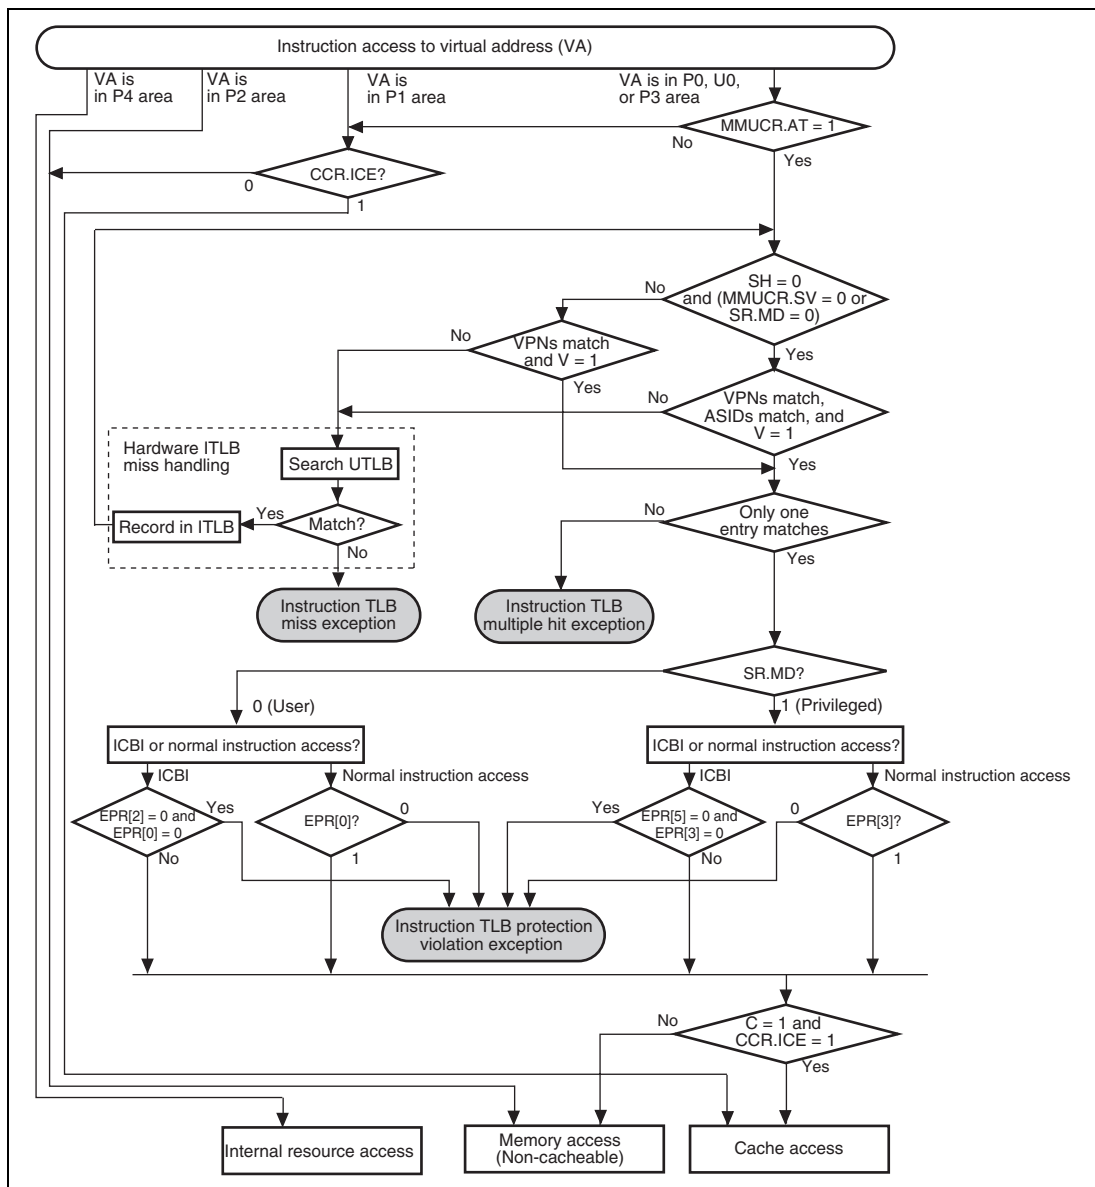 Instruction access to virtual address (VA)
VA is
in P4 area
VA is
in P2 area
VA is
in P1 area
VA is in P0, U0,
or P3 area
MMUCR.AT = 1
No
Yes
CCR.ICE?
0
1
SH = 0
and (MMUCR.SV = 0 or
SR.MD = 0)
No
Yes
VPNs match
and V = 1
No
Yes
VPNs match,
ASIDs match, and
V = 1
No
Yes
Hardware ITLB
miss handling
Search UTLB
Match?
Yes
Record in ITLB
No
Only one
entry matches
No
Yes
Instruction TLB
miss exception
Instruction TLB
multiple hit exception
SR.MD?
0 (User)
1 (Privileged)
ICBI or normal instruction access?
ICBI or normal instruction access?
ICBI
Normal instruction access
ICBI
Normal instruction access
EPR[2] = 0 and
EPR[0] = 0
Yes
No
EPR[0]?
0
1
EPR[5] = 0 and
EPR[3] = 0
Yes
No
EPR[3]?
0
1
Instruction TLB protection
violation exception
C = 1 and
CCR.ICE = 1
No
Yes
Internal resource access
Memory access
(Non-cacheable)
Cache access